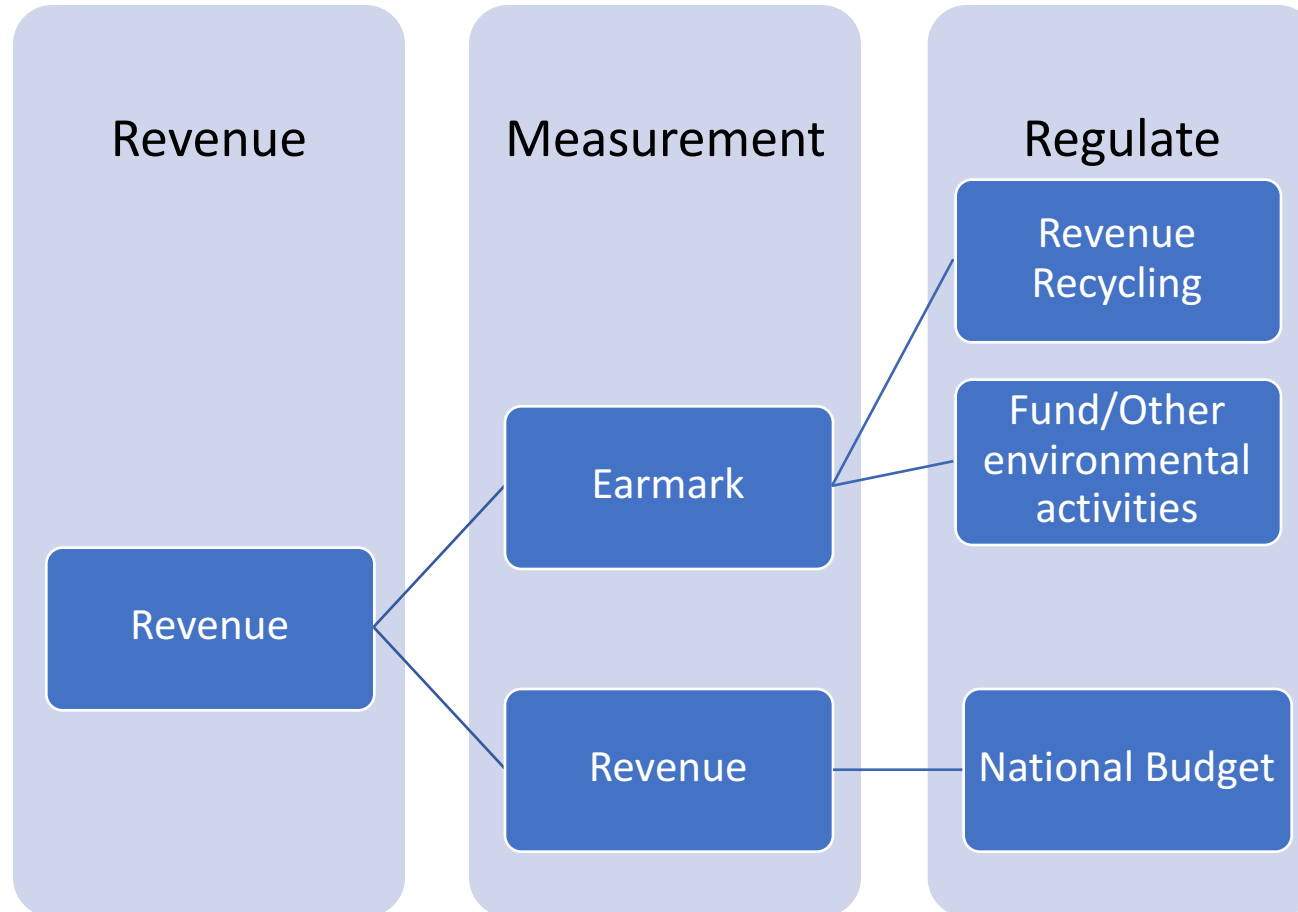 Revenue
Measurement
Regulate
Revenue
Earmark
Revenue
Revenue
Recycling
Fund/Other
environmental
activities
National Budget